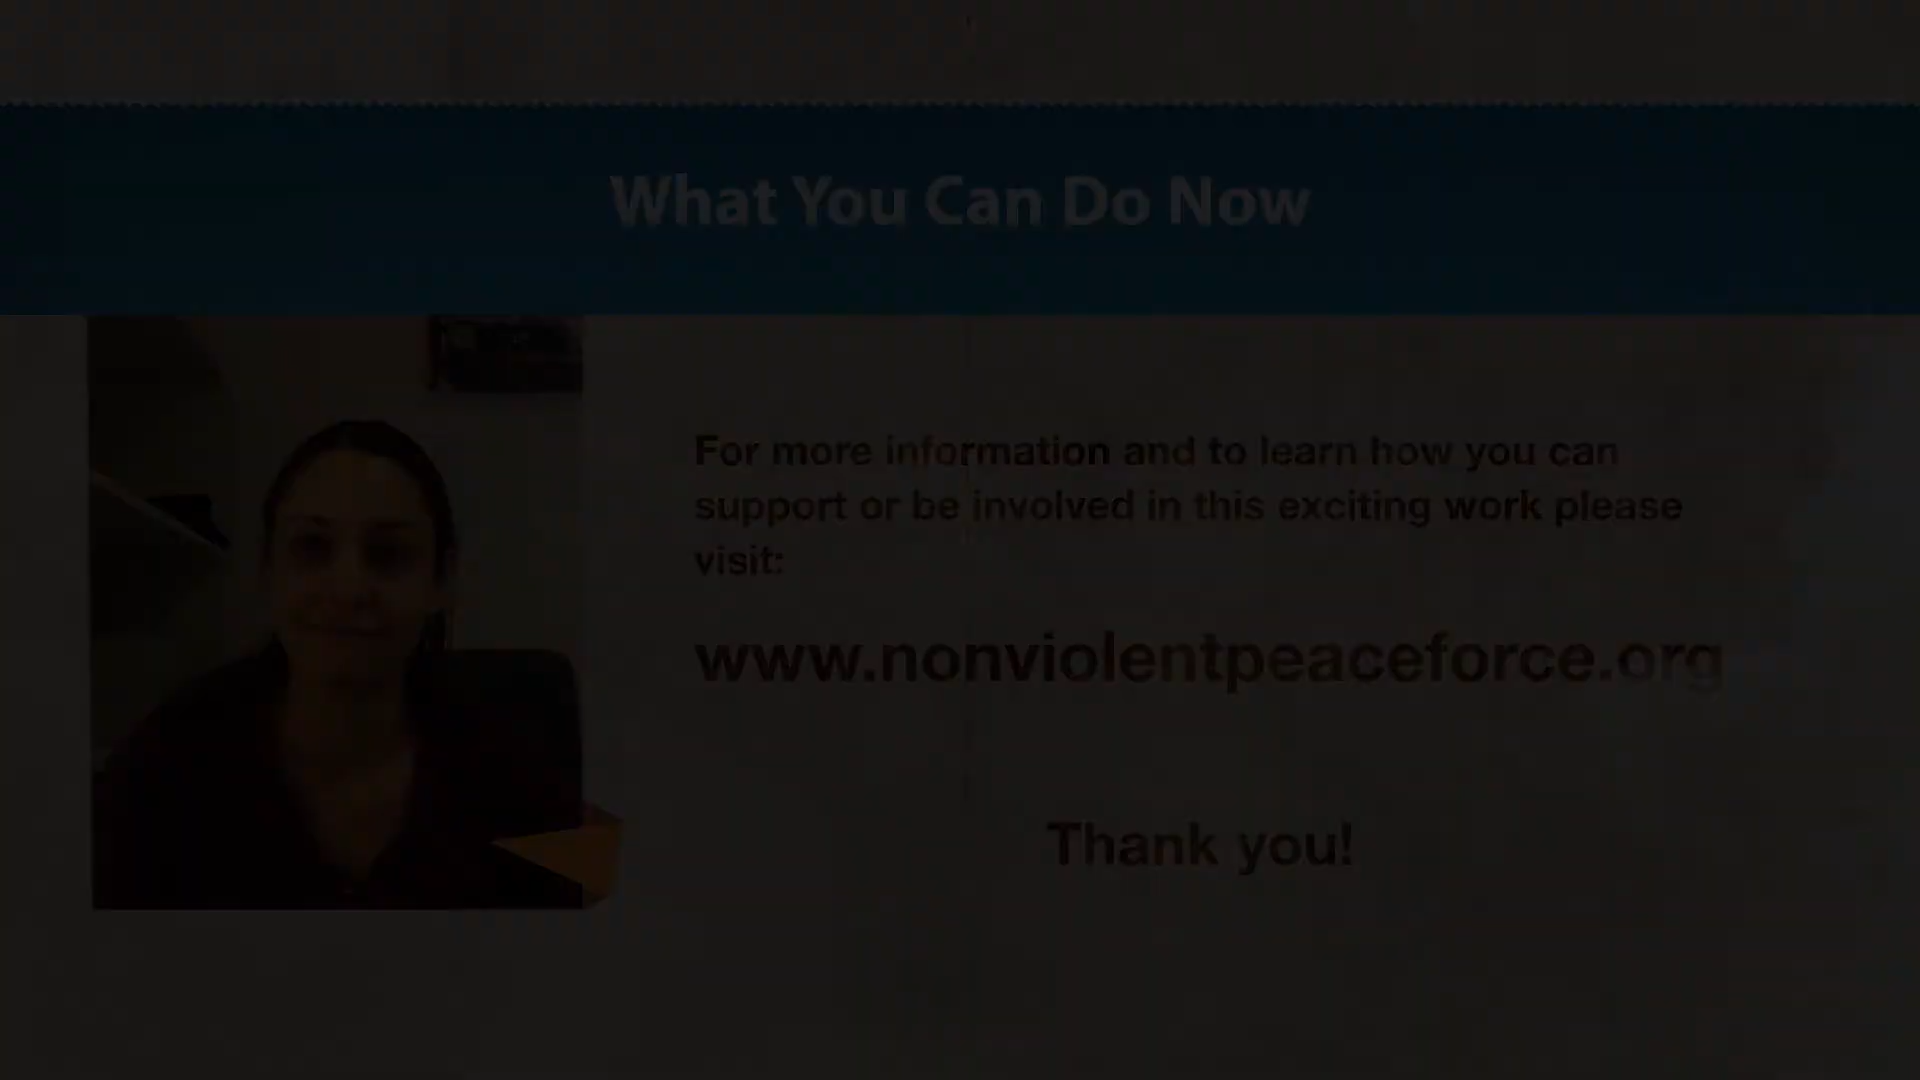 What You Can Do Now
For more information and to learn how you can
support or be involved in this exciting work please
visit:
www.nonviolentpeaceforce.org
Thank you!